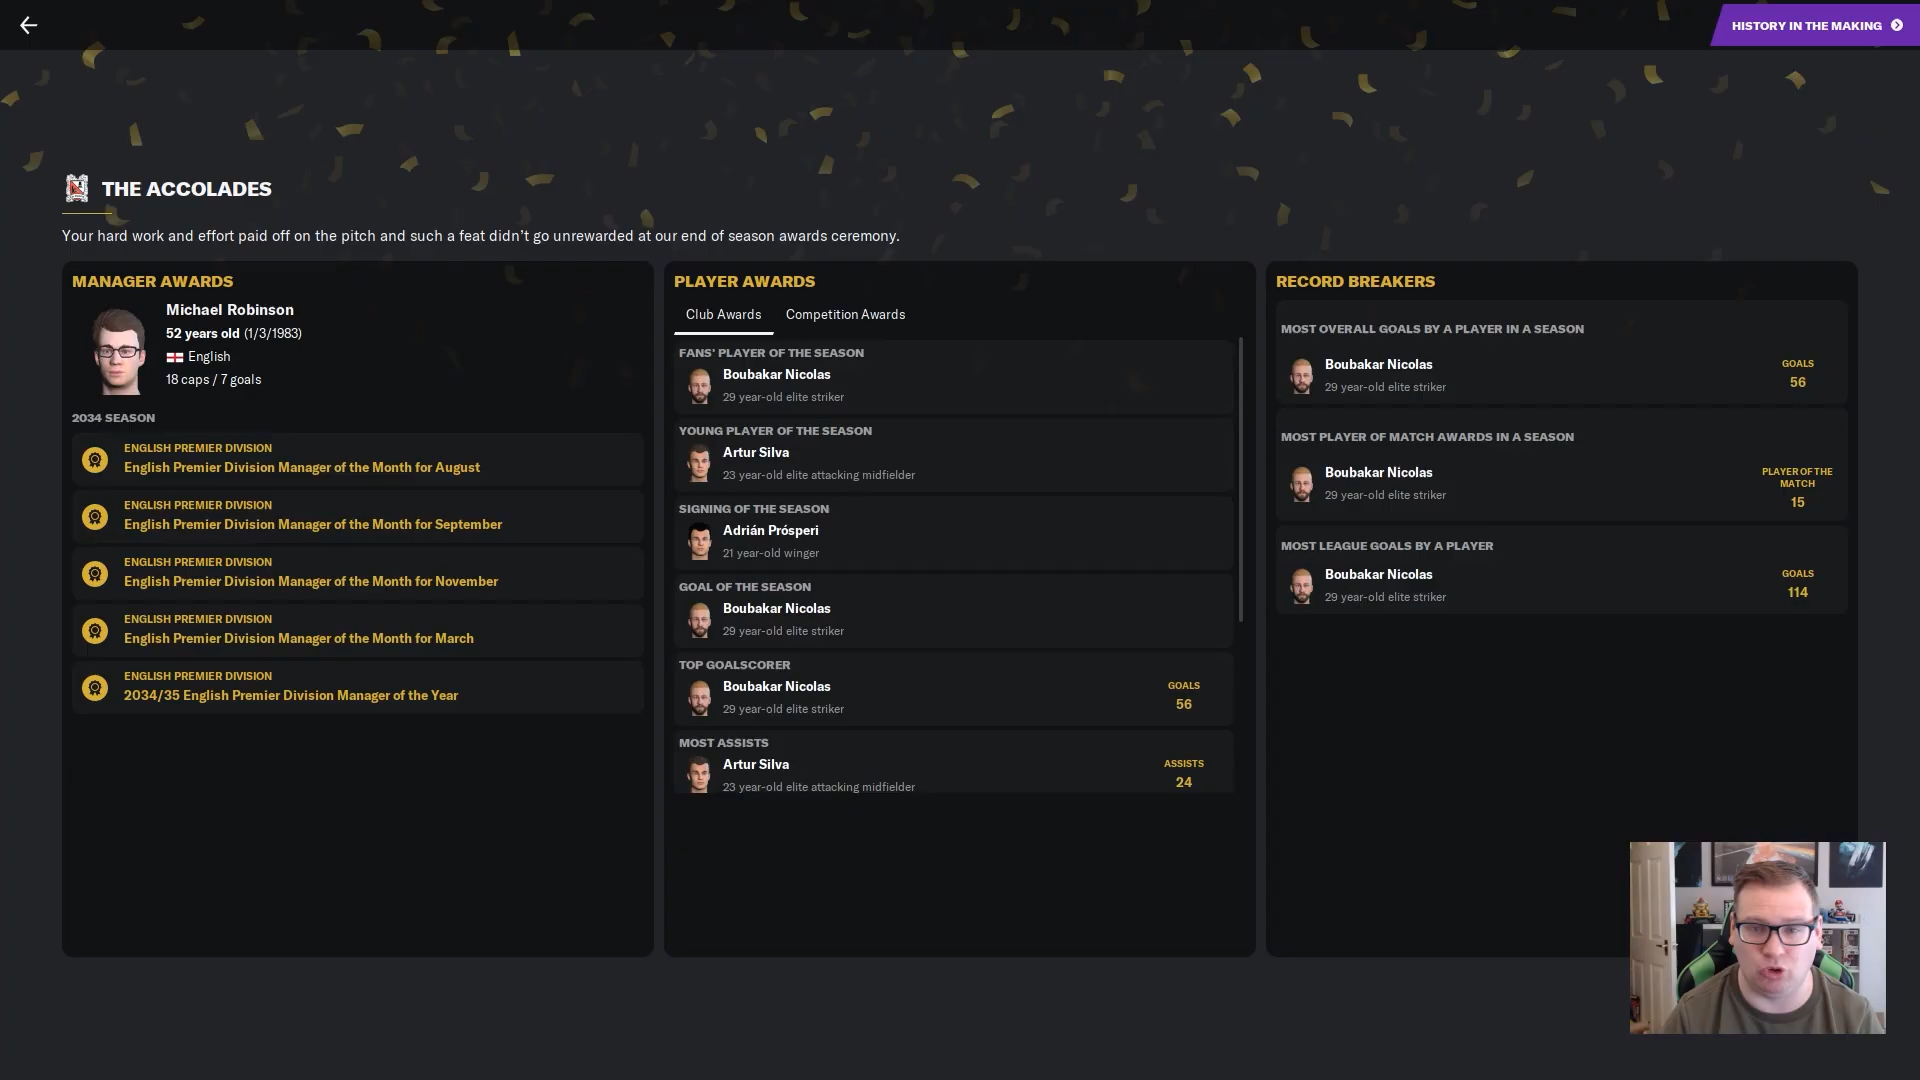 HISTORY IN THE MAKING
THE ACCOLADES
Your hard work and effort paid off on the pitch and such a feat didn’t go unrewarded at our end of season awards ceremony.
MANAGER AWARDS
Michael Robinson
52 years old (1/3/1983)
English
18 caps / 7 goals
2034 SEASON
ENGLISH PREMIER DIVISION
English Premier Division Manager of the Month for August
ENGLISH PREMIER DIVISION
English Premier Division Manager of the Month for September
ENGLISH PREMIER DIVISION
English Premier Division Manager of the Month for November
ENGLISH PREMIER DIVISION
English Premier Division Manager of the Month for March
ENGLISH PREMIER DIVISION
2034/35 English Premier Division Manager of the Year
PLAYER AWARDS
Club Awards Competition Awards
FANS' PLAYER OF THE SEASON
Boubakar Nicolas
29 year-old elite striker
YOUNG PLAYER OF THE SEASON
Artur Silva
23 year-old elite attacking midfielder
SIGNING OF THE SEASON
Adrián Prósperi
21 year-old winger
GOAL OF THE SEASON
Boubakar Nicolas
29 year-old elite striker
TOP GOALSCORER
Boubakar Nicolas
29 year-old elite striker
GOALS
56
MOST ASSISTS
Artur Silva
23 year-old elite attacking midfielder
ASSISTS
24
RECORD BREAKERS
MOST OVERALL GOALS BY A PLAYER IN A SEASON
Boubakar Nicolas
29 year-old elite striker
GOALS
56
MOST PLAYER OF MATCH AWARDS IN A SEASON
Boubakar Nicolas
29 year-old elite striker
PLAYER OF THE
MATCH
15
MOST LEAGUE GOALS BY A PLAYER
Boubakar Nicolas
29 year-old elite striker
GOALS
114